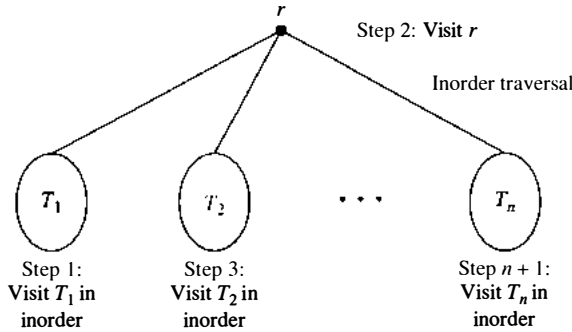 r
Step 2: Visit r
Inorder traversal
T₁
T₂
• • •
Tₙ
Step 1:
Visit T₁ in
inorder
Step 3:
Visit T₂ in
inorder
Step n + 1:
Visit Tₙ in
inorder